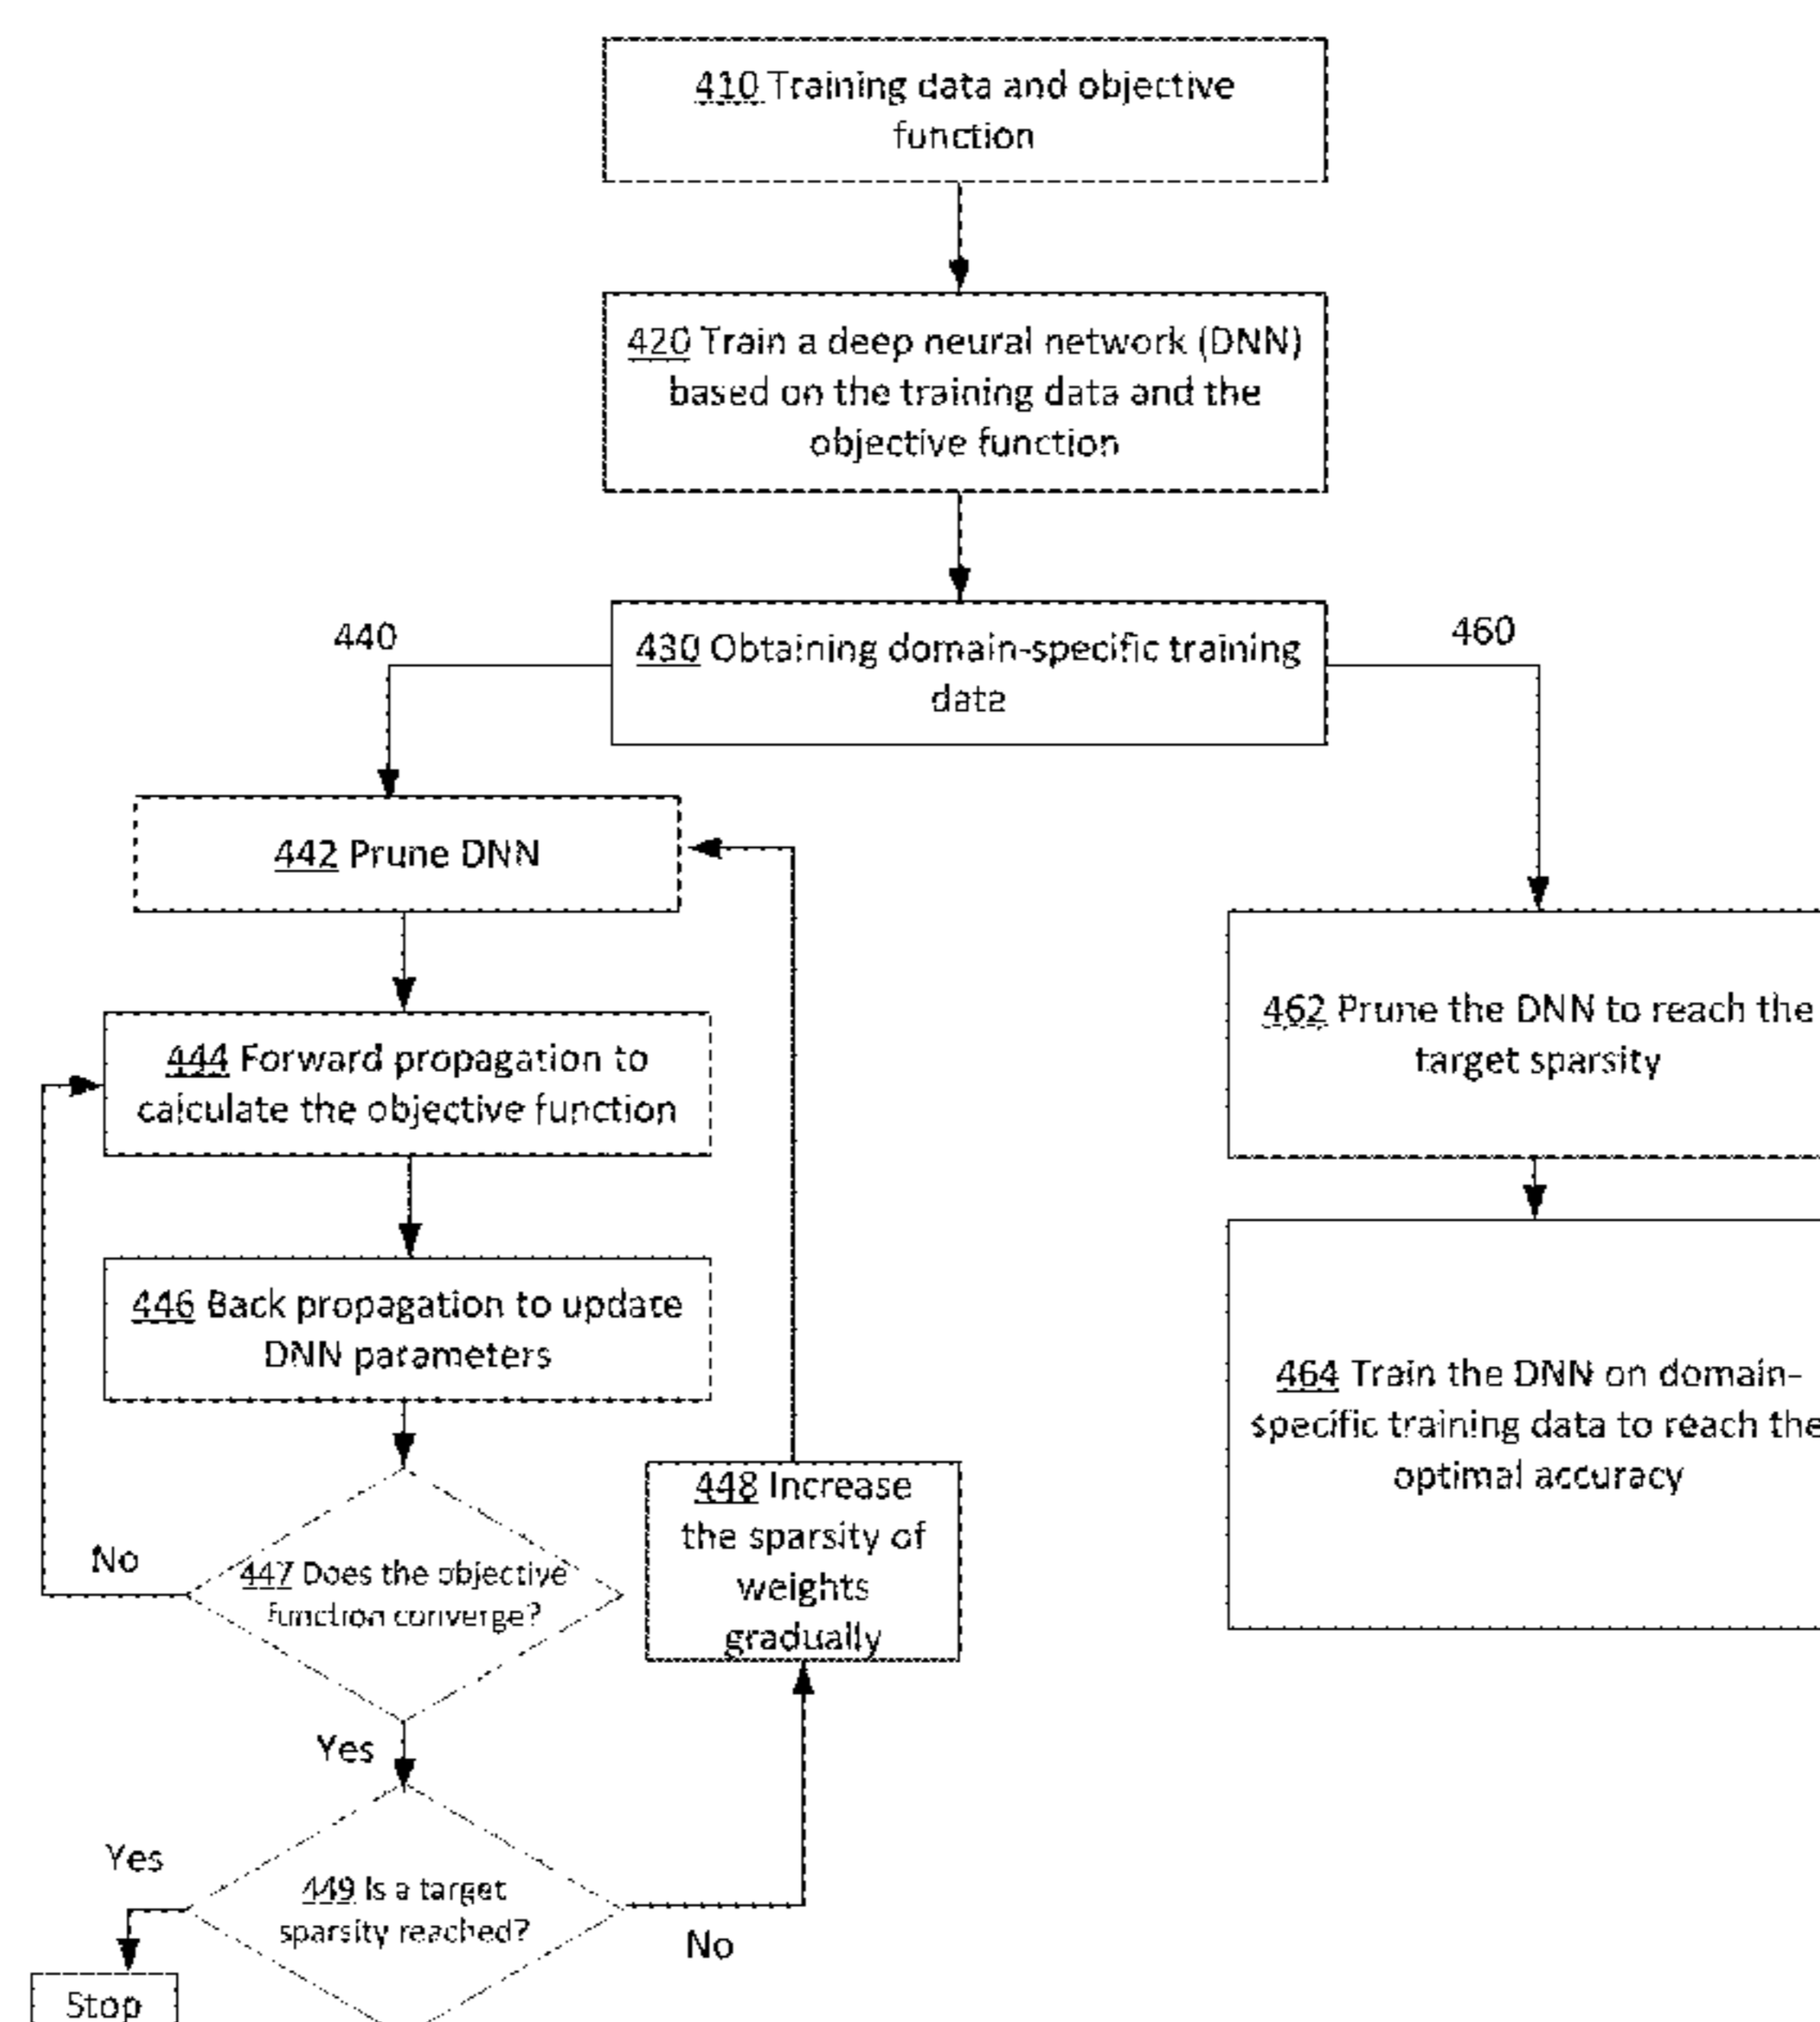 410 Training data and objective
function
420 Train a deep neural network (DNN)
based on the training data and the
objective function
440
430 Obtaining domain-specific training
data
460
442 Prune DNN
444 Forward propagation to
calculate the objective function
446 Back propagation to update
DNN parameters
447 Does the objective
function converge?
No
Yes
448 Increase
the sparsity of
weights
gradually
449 Is a target
sparsity reached?
Yes
No
Stop
462 Prune the DNN to reach the
target sparsity
464 Train the DNN on domain-
specific training data to reach the
optimal accuracy